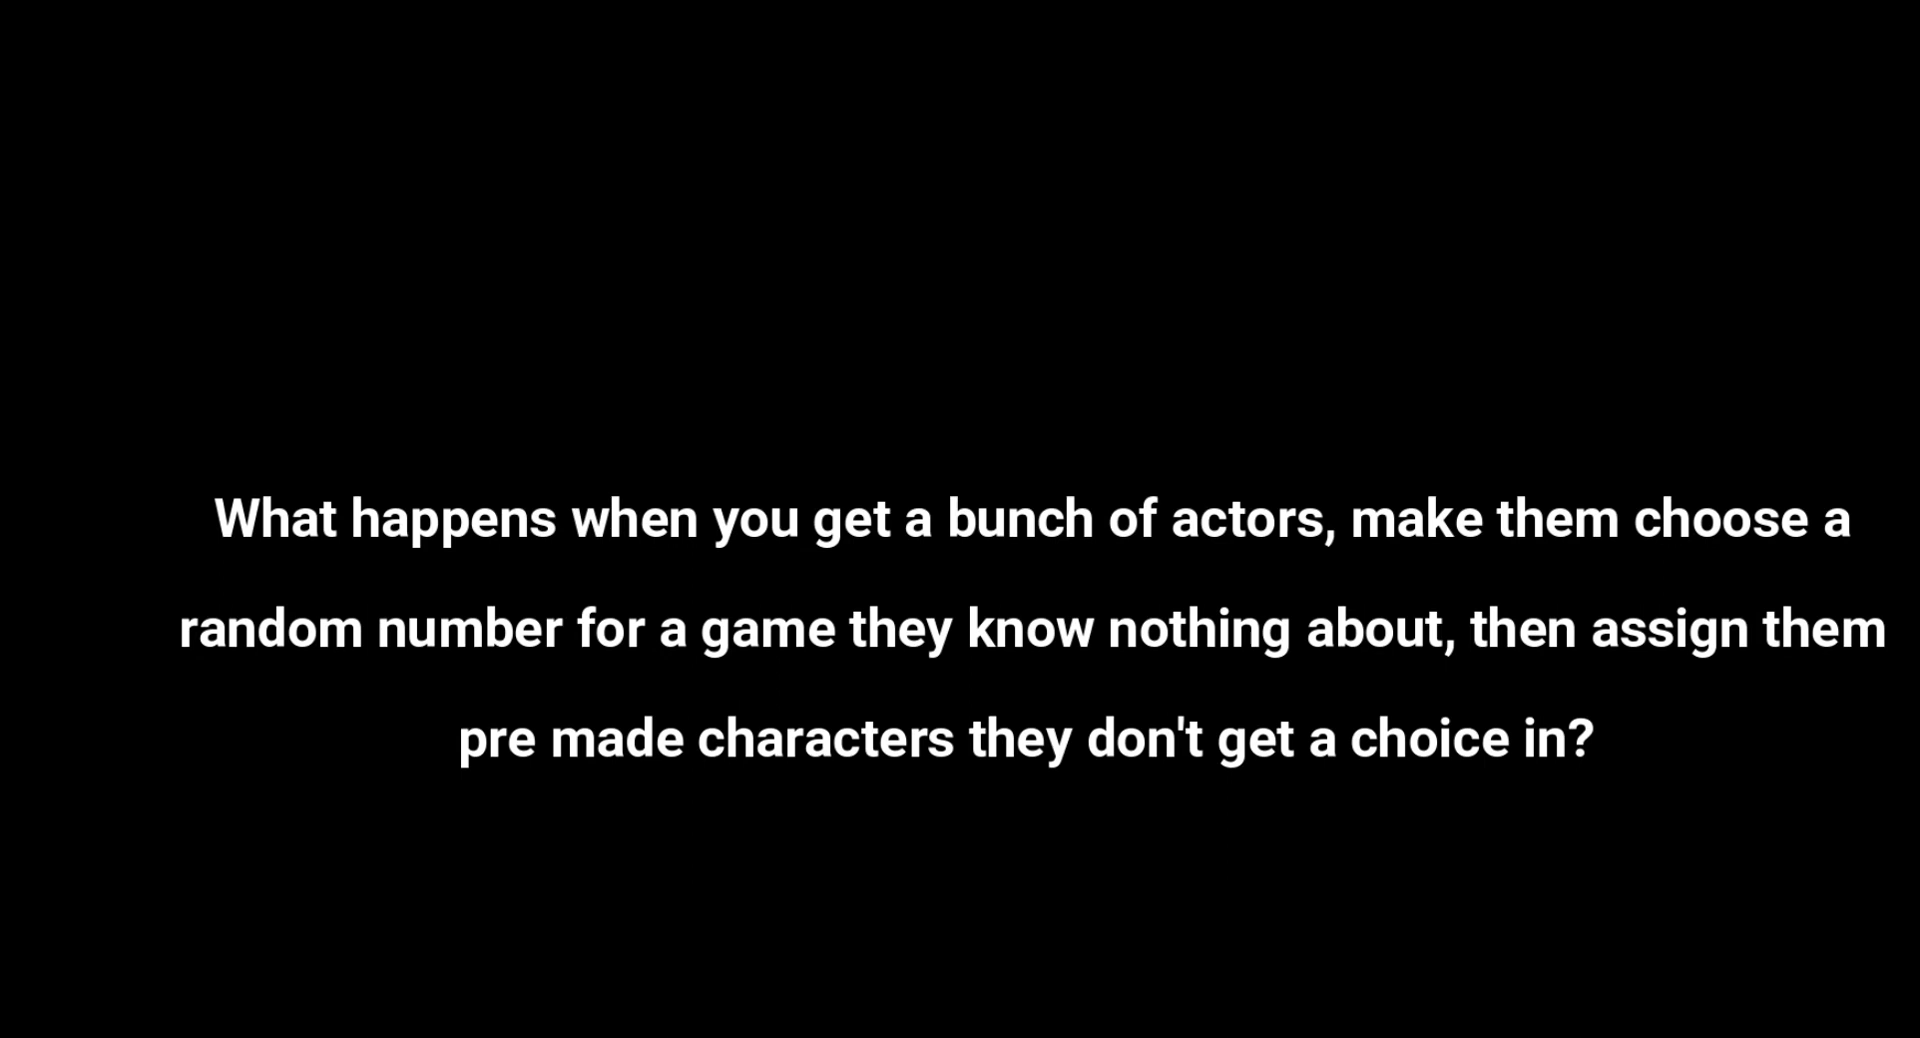 What happens when you get a bunch of actors, make them choose a
random number for a game they know nothing about, then assign them
pre made characters they don't get a choice in?